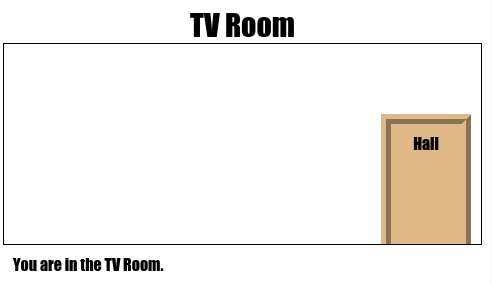 TV Room
Hall
You are in the TV Room.